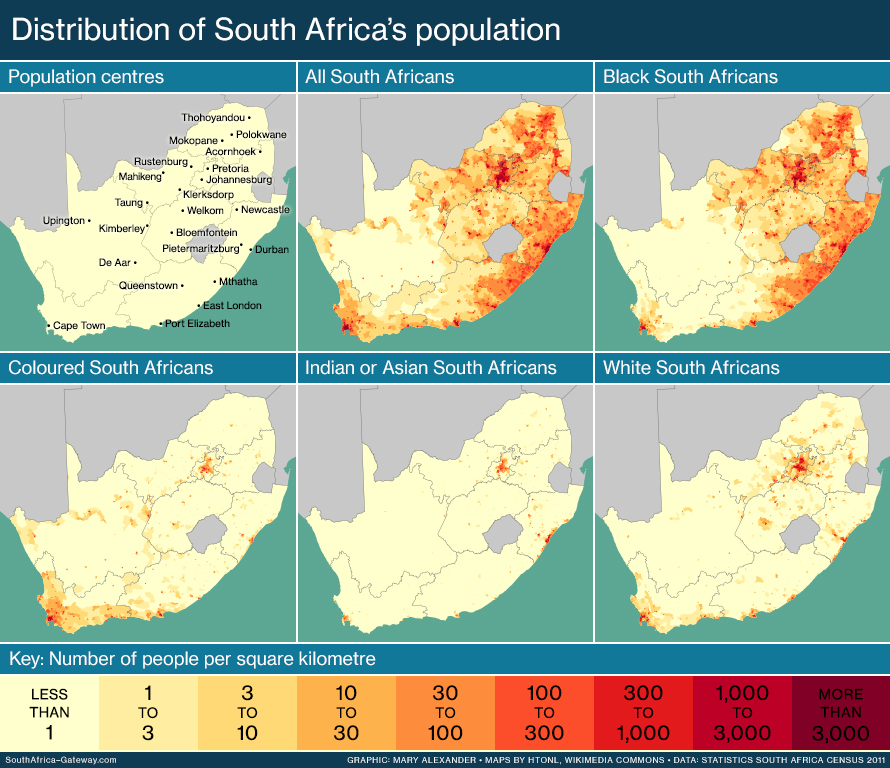 Distribution of South Africa's population
Population centres
All South Africans
Black South Africans
Thohoyandou
Polokwane
Mokopane
Acornhoek
Rustenburg
Pretoria
Mahikeng
Johannesburg
Klerksdorp
Taung
Welkom
Newcastle
Upington
Kimberley
Bloemfontein
Pietermaritzburg
Durban
De Aar
Queenstown
Mthatha
East London
Cape Town
Port Elizabeth
Coloured South Africans
Indian or Asian South Africans
White South Africans
Key: Number of people per square kilometre
LESS THAN 1
1 TO 3
3 TO 10
10 TO 30
30 TO 100
100 TO 300
300 TO 1,000
1,000 TO 3,000
MORE THAN 3,000
SouthAfrica-Gateway.com
GRAPHIC: MARY ALEXANDER • MAPS BY HTONL, WIKIMEDIA COMMONS • DATA: STATISTICS SOUTH AFRICA CENSUS 2011